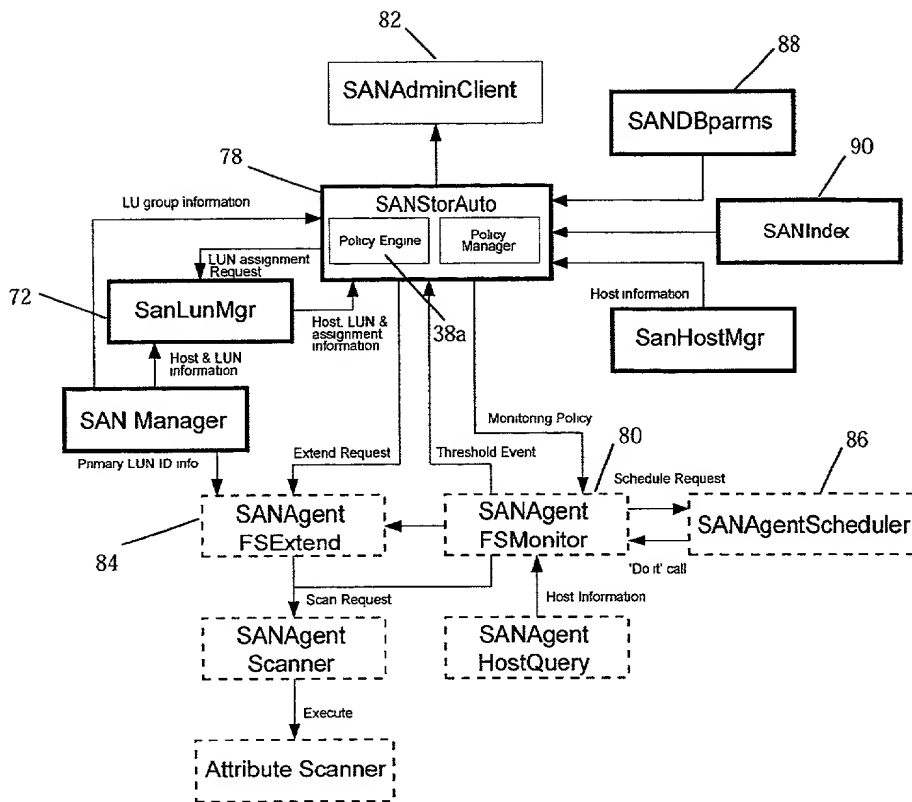 82
SANAdminClient
88
SANDBparms
78
90
LU group information
SANStorAuto
Policy Engine
Policy
Manager
SANIndex
LUN assignment
Request
72
SanLunMgr
Host, LUN &
assignment
information
38a
Host information
SanHostMgr
Host & LUN
information
SAN Manager
Monitoring Policy
80
86
Primary LUN ID info
Extend Request
Threshold Event
Schedule Request
SANAgent
FSExtend
SANAgent
FSMonitor
SANAgentScheduler
84
'Do it' call
Scan Request
Host Information
SANAgent
Scanner
SANAgent
HostQuery
Execute
Attribute Scanner